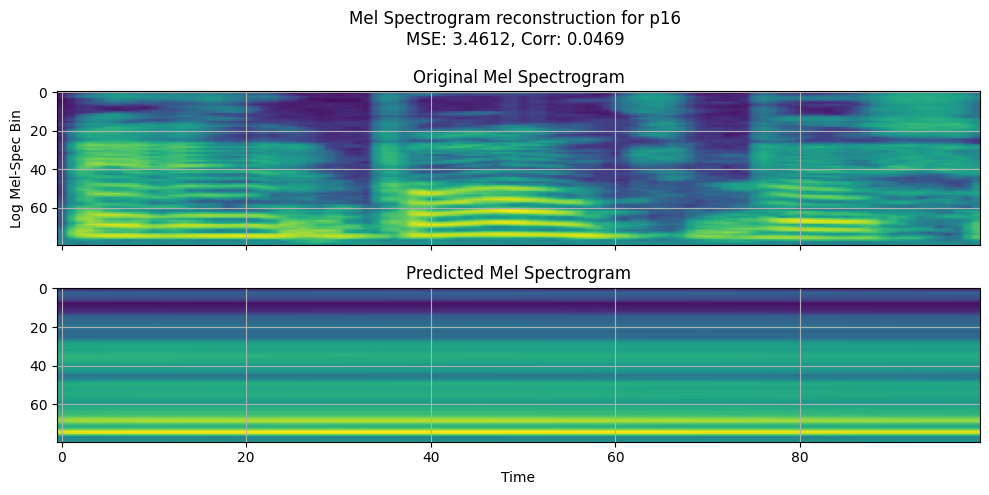 Mel Spectrogram reconstruction for p16
MSE: 3.4612, Corr: 0.0469
Original Mel Spectrogram
0
20
40
60
Log Mel-Spec Bin
Predicted Mel Spectrogram
0
20
40
60
0 20 40 60 80
Time